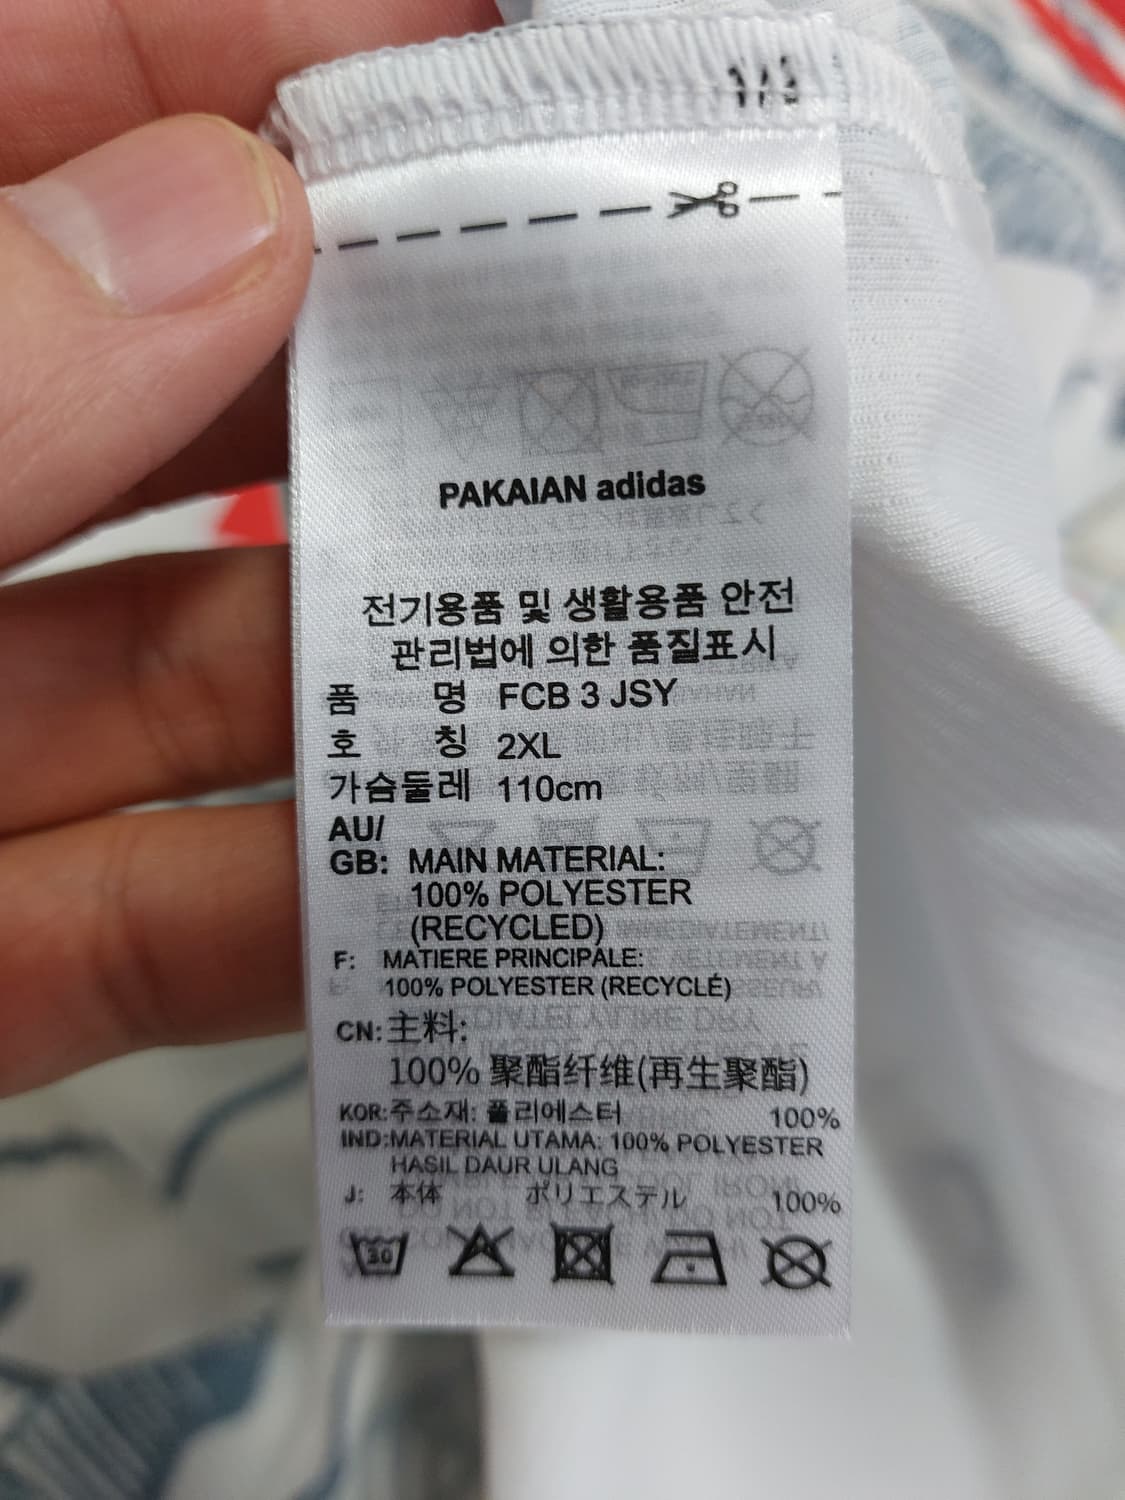 PAKAIAN adidas
전기용품 및 생활용품 안전
관리법에 의한 품질표시
품 명 FCB 3 JSY
호 칭 2XL
가슴둘레 110cm
AU/
GB: MAIN MATERIAL:
100% POLYESTER
(RECYCLED)
F: MATIERE PRINCIPALE:
100% POLYESTER (RECYCLÉ)
CN: 主料:
100% 聚酯纤维(再生聚酯)
KOR: 주소재: 폴리에스터 100%
IND: MATERIAL UTAMA: 100% POLYESTER
HASIL DAUR ULANG
J: 本体 ポリエステル 100%
30